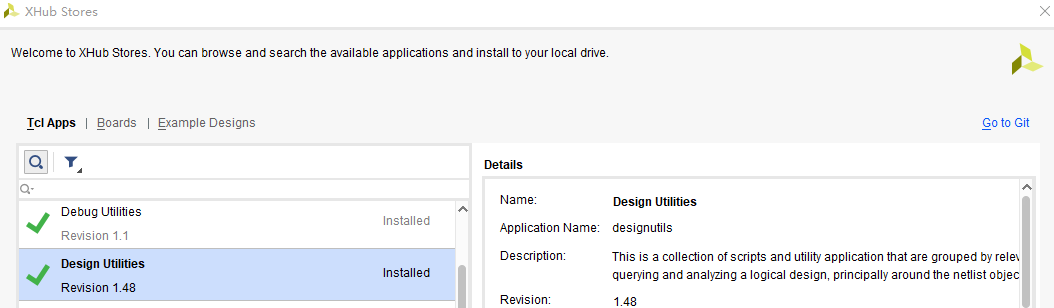 XHub Stores
Welcome to XHub Stores. You can browse and search the available applications and install to your local drive.
Tcl Apps | Boards | Example Designs
Go to Git
Debug Utilities
Installed
Revision 1.1
Design Utilities
Installed
Revision 1.48
Details
Name: Design Utilities
Application Name: designutils
Description: This is a collection of scripts and utility application that are grouped by relev
querying and analyzing a logical design, principally around the netlist objec
Revision: 1.48